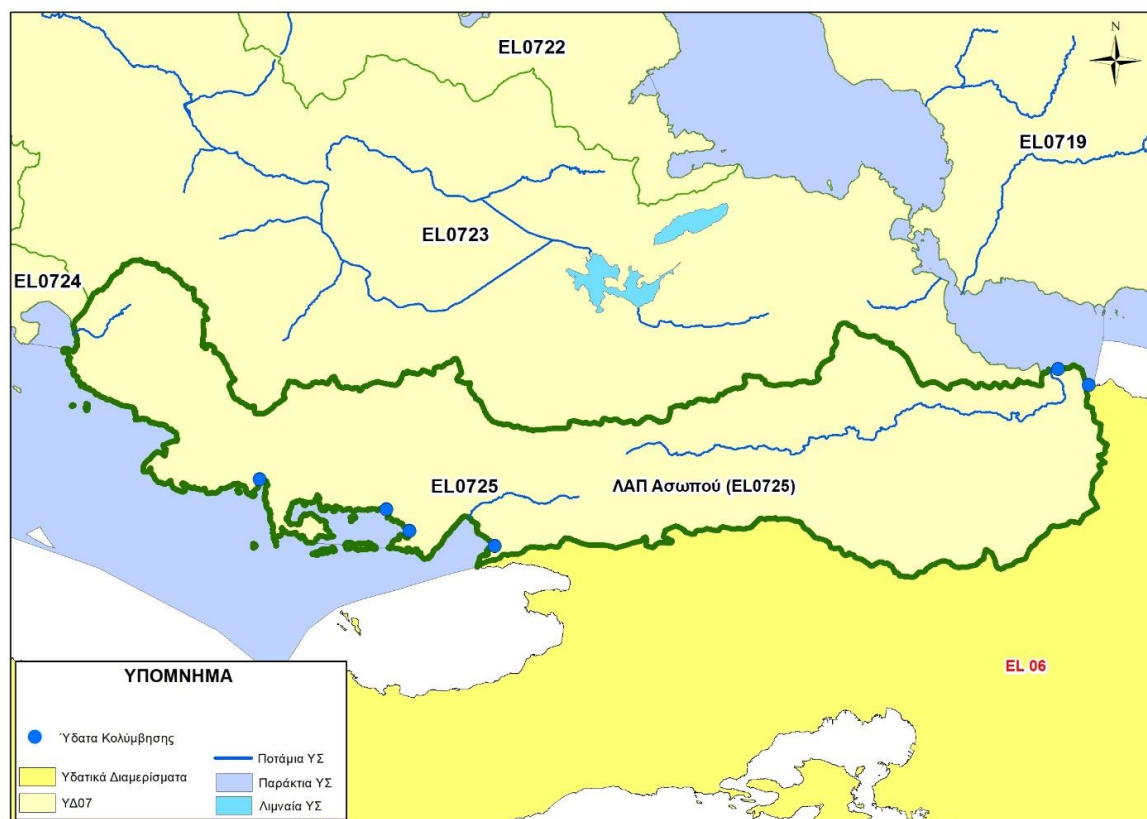 EL0722
N
EL0719
EL0723
EL0724
EL0725
ΛΑΠ Ασωπού (EL0725)
EL 06
ΥΠΟΜΝΗΜΑ
Ύδατα Κολύμβησης
Ποτάμια ΥΣ
Υδατικά Διαμερίσματα
Παράκτια ΥΣ
ΥΔ07
Λιμναία ΥΣ